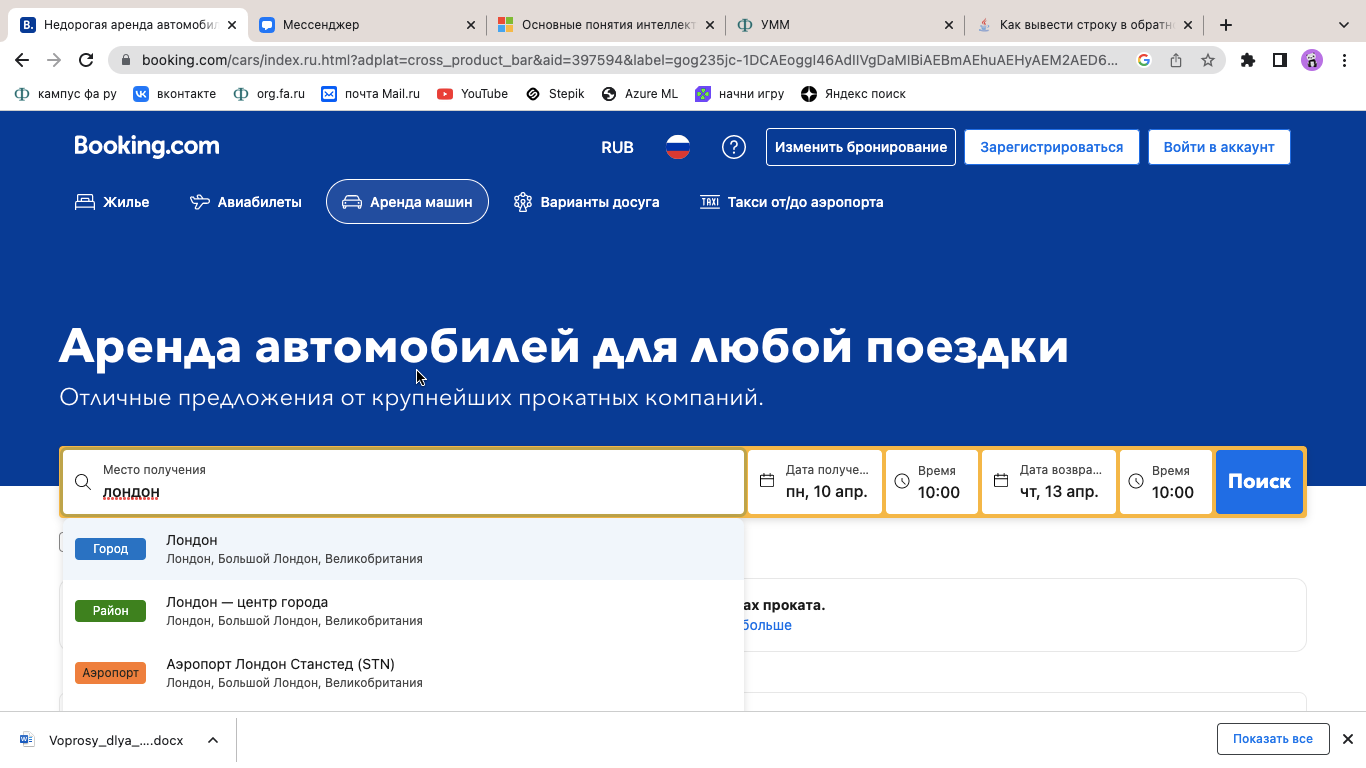 Недорогая аренда автомобил
Мессенджер
Основные понятия интеллект
УММ
Как вывести строку в обратн
booking.com/cars/index.ru.html?adplat=cross_product_bar&aid=397594&label=gog235jc-1DCAEoggI46AdIIVgDaMIBiAEBmAEhuAEHyAEM2AED6...
кампус фа ру
вконтакте
org.fa.ru
почта Mail.ru
YouTube
Stepik
Azure ML
начни игру
Яндекс поиск
Booking.com
RUB
Изменить бронирование
Зарегистрироваться
Войти в аккаунт
Жилье
Авиабилеты
Аренда машин
Варианты досуга
TAXI
Такси от/до аэропорта
Аренда автомобилей для любой поездки
Отличные предложения от крупнейших прокатных компаний.
Место получения
лондон
Дата получе...
пн, 10 апр.
Время
10:00
Дата возвра...
чт, 13 апр.
Время
10:00
Поиск
Город
Лондон
Лондон, Большой Лондон, Великобритания
Район
Лондон — центр города
Лондон, Большой Лондон, Великобритания
Аэропорт
Аэропорт Лондон Станстед (STN)
Лондон, Большой Лондон, Великобритания
ах проката.
больше
Voprosy_dlya_....docx
Показать все